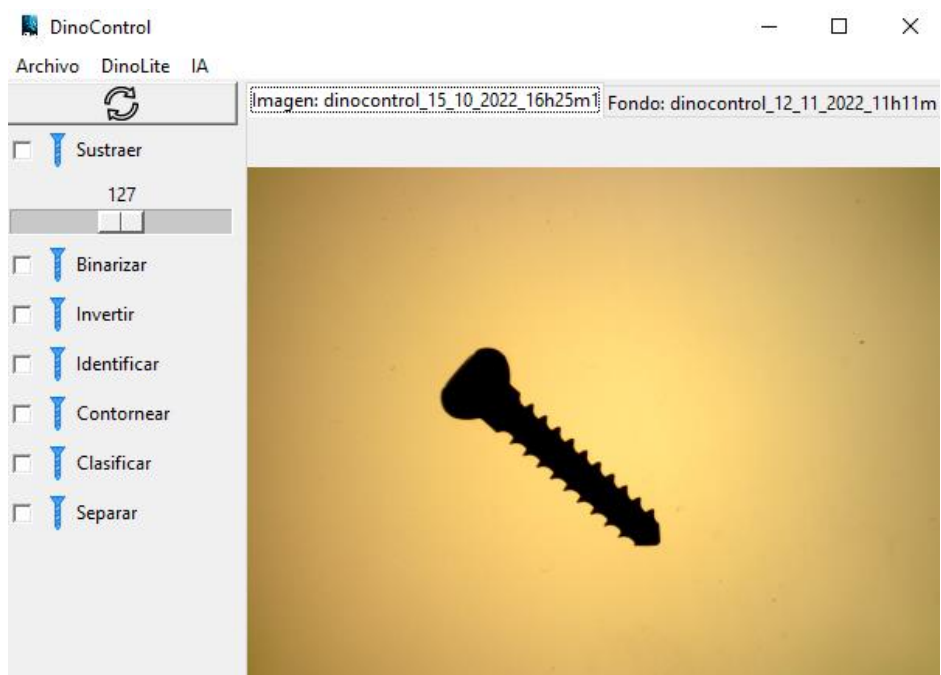 DinoControl
Archivo DinoLite IA
Imagen: dinocontrol_15_10_2022_16h25m1 Fondo: dinocontrol_12_11_2022_11h11m
Sustraer
127
Binarizar
Invertir
Identificar
Contornear
Clasificar
Separar